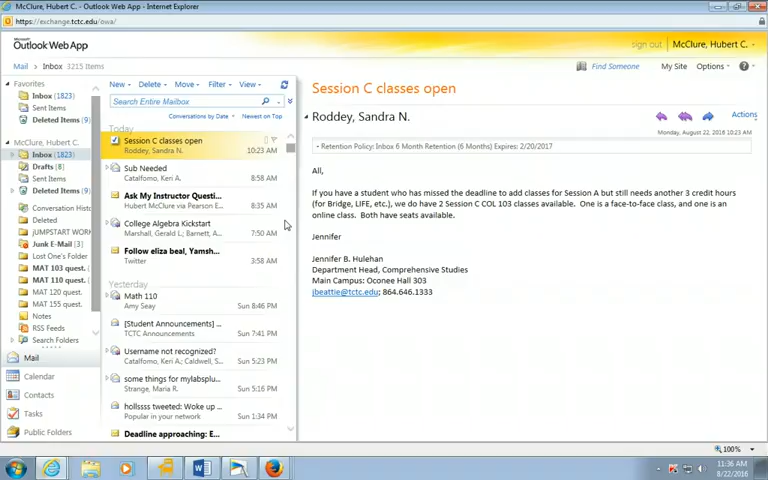 McClure, Hubert C. - Outlook Web App - Internet Explorer
https://exchange.tctc.edu/owa/
Microsoft
Outlook Web App
sign out McClure, Hubert C.
Mail › Inbox 3215 Items
Find Someone My Site Options
Favorites
Inbox (1823)
Sent Items
Deleted Items (9)
McClure, Hubert C.
Inbox (1823)
Drafts (8)
Sent Items
Deleted Items (9)
Conversation Histo
Deleted
jUMPSTART WORK
Junk E-Mail (3)
Lost One's Folder
MAT 103 quest.
MAT 110 quest.
MAT 120 quest.
MAT 155 quest.
Notes
RSS Feeds
Search Folders
Mail
Calendar
Contacts
Tasks
Public Folders
New Delete Move Filter View
Search Entire Mailbox
Conversations by Date Newest on Top
Today
Session C classes open
Roddey, Sandra N. 10:23 AM
Sub Needed
Catalfomo, Keri A. 8:58 AM
Ask My Instructor Questi...
Hubert McClure via Pearson E... 8:35 AM
College Algebra Kickstart
Marshall, Gerald L.; Barnett, A... 7:50 AM
Follow eliza beal, Yamsh...
Twitter 3:58 AM
Yesterday
Math 110
Amy Seay Sun 8:46 PM
[Student Announcements] ...
TCTC Announcements Sun 7:41 PM
Username not recognized?
Catalfomo, Keri A.; Caldwell, S... Sun 5:23 PM
some things for mylabsplu...
Strange, Maria R. Sun 5:16 PM
hollssss tweeted: Woke up ...
Popular in your network Sun 1:34 PM
Deadline approaching: E...
Session C classes open
Roddey, Sandra N.
Actions
Monday, August 22, 2016 10:23 AM
Retention Policy: Inbox 6 Month Retention (6 Months) Expires: 2/20/2017
All,
If you have a student who has missed the deadline to add classes for Session A but still needs another 3 credit hours
(for Bridge, LIFE, etc.), we do have 2 Session C COL 103 classes available. One is a face-to-face class, and one is an
online class. Both have seats available.
Jennifer
Jennifer B. Hulehan
Department Head, Comprehensive Studies
Main Campus: Oconee Hall 303
jbeattie@tctc.edu; 864.646.1333
100%
11:36 AM
8/22/2016